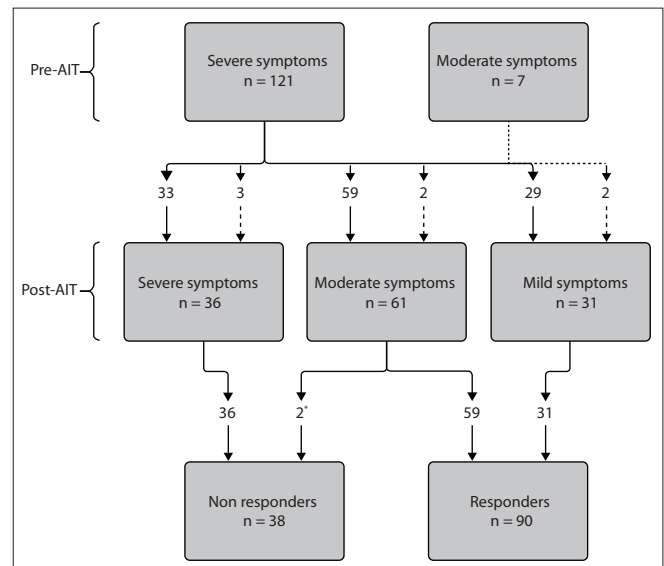 Pre-AIT
Severe symptoms
n = 121
Moderate symptoms
n = 7
33
3
59
2
29
2
Post-AIT
Severe symptoms
n = 36
Moderate symptoms
n = 61
Mild symptoms
n = 31
36
2*
59
31
Non responders
n = 38
Responders
n = 90